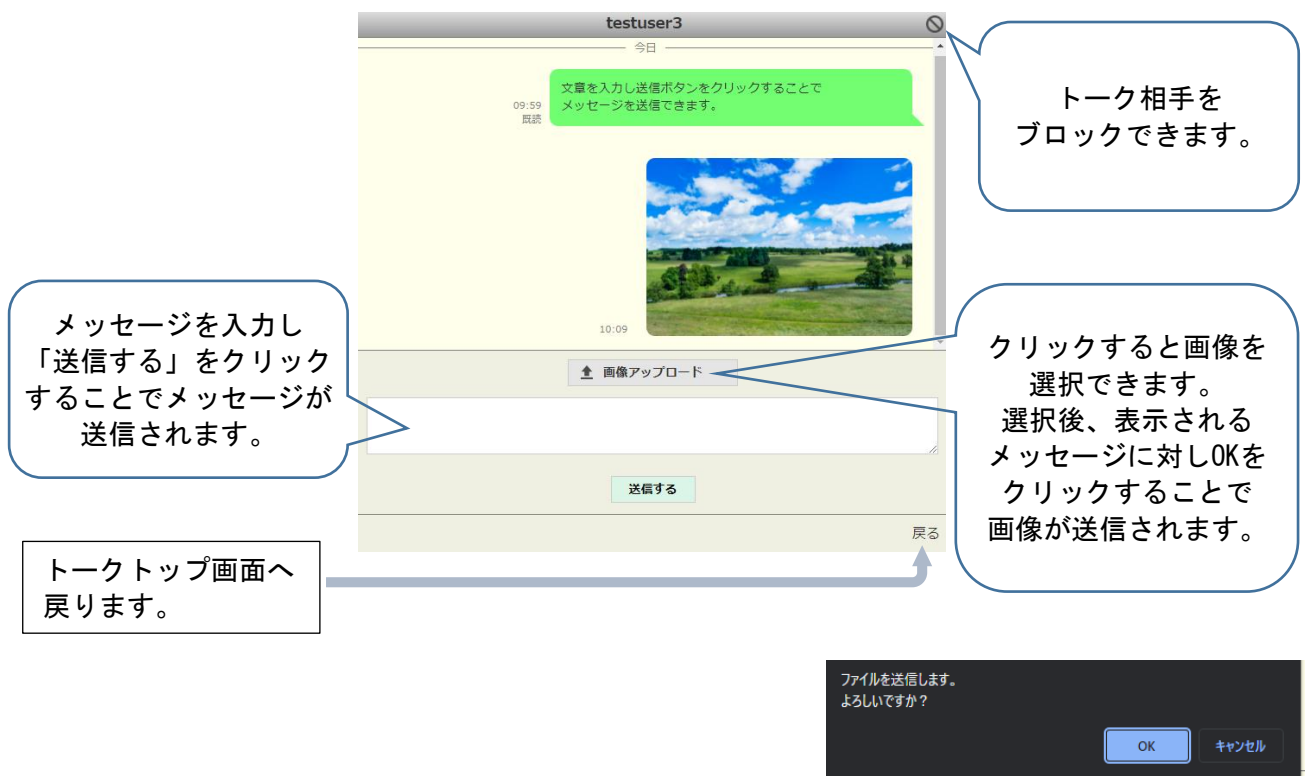 testuser3
今日
文章を入力し送信ボタンをクリックすることで
メッセージを送信できます。
09:59
既読
トーク相手を
ブロックできます。
10:09
メッセージを入力し
「送信する」をクリック
することでメッセージが
送信されます。
画像アップロード
クリックすると画像を
選択できます。
選択後、表示される
メッセージに対しOKを
クリックすることで
画像が送信されます。
送信する
戻る
トークトップ画面へ
戻ります。
ファイルを送信します。
よろしいですか？
OK
キャンセル